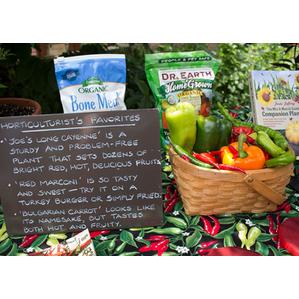 PEOPLE & PET SAFE
ORGANIC
Bone Meal
DR. EARTH
ORGANIC
Home Grown
Companion Plant
HORTICULTURIST'S FAVORITES
'JOE'S LONG CAYENNE' IS A
BUSHY AND PROBLEM-FREE
PLANT THAT SETS DOZENS OF
BRIGHT RED, HOT, DELICIOUS FRUITS.
'RED MARCONI' IS SO TASTY
AND SWEET - TRY IT ON A
TURKEY BURGER OR SIMPLY FRIED.
'BULGARIAN CARROT' LOOKS LIKE
ITS NAMESAKE, BUT TASTES
BOTH HOT AND FRUITY.